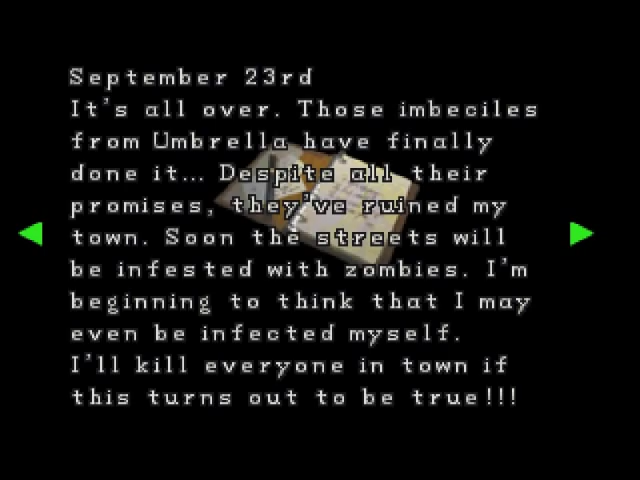 September 23rd
It's all over. Those imbeciles
from Umbrella have finally
done it... Despite all their
promises, they've ruined my
town. Soon the streets will
be infested with zombies. I'm
beginning to think that I may
even be infected myself.
I'll kill everyone in town if
this turns out to be true!!!